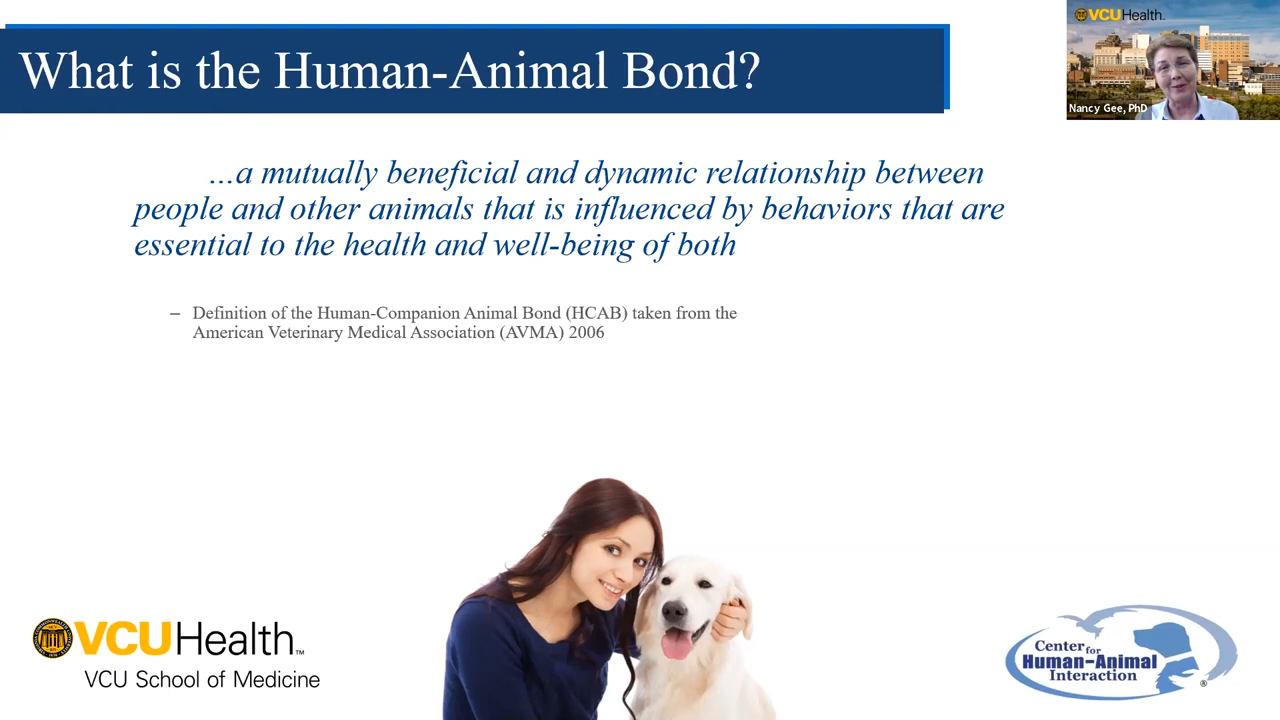 What is the Human-Animal Bond?
VCUHealth™
Nancy Gee, PhD
...a mutually beneficial and dynamic relationship between
people and other animals that is influenced by behaviors that are
essential to the health and well-being of both
– Definition of the Human-Companion Animal Bond (HCAB) taken from the
American Veterinary Medical Association (AVMA) 2006
VCUHealth™
VCU School of Medicine
Center for
Human-Animal
Interaction
®